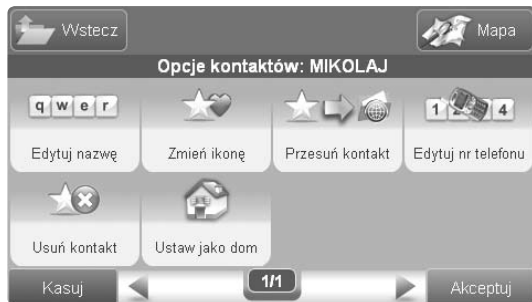 Wstecz
Mapa
Opcje kontaktów: MIKOLAJ
q w e r
1 2 4
Edytuj nazwę
Zmień ikonę
Przesuń kontakt
Edytuj nr telefonu
Usuń kontakt
Ustaw jako dom
Kasuj
1/1
Akceptuj